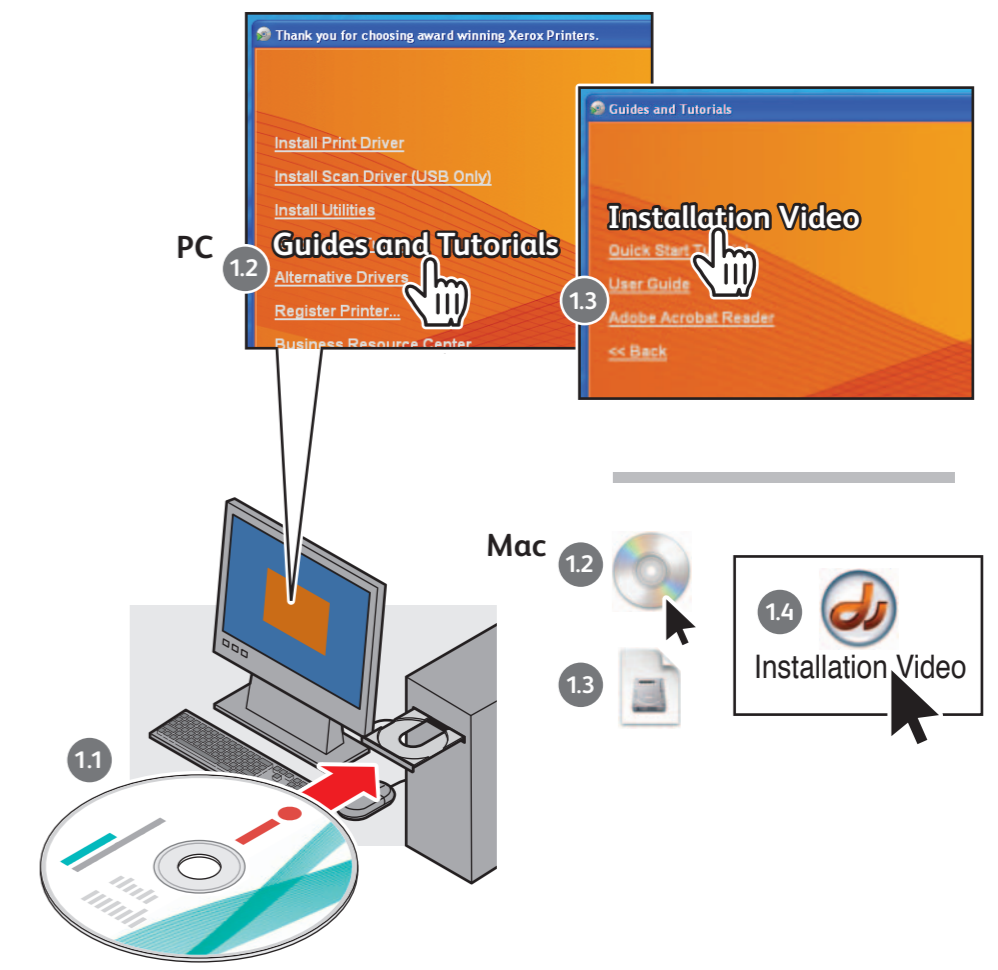 Thank you for choosing award winning Xerox Printers.
Install Print Driver
Install Scan Driver (USB Only)
Install Utilities
PC
1.2
Guides and Tutorials
Alternative Drivers
Register Printer...
Business Resource Center
Guides and Tutorials
Installation Video
Quick Start
1.3
User Guide
Adobe Acrobat Reader
<< Back
Mac
1.2
1.3
1.4
Installation Video
1.1